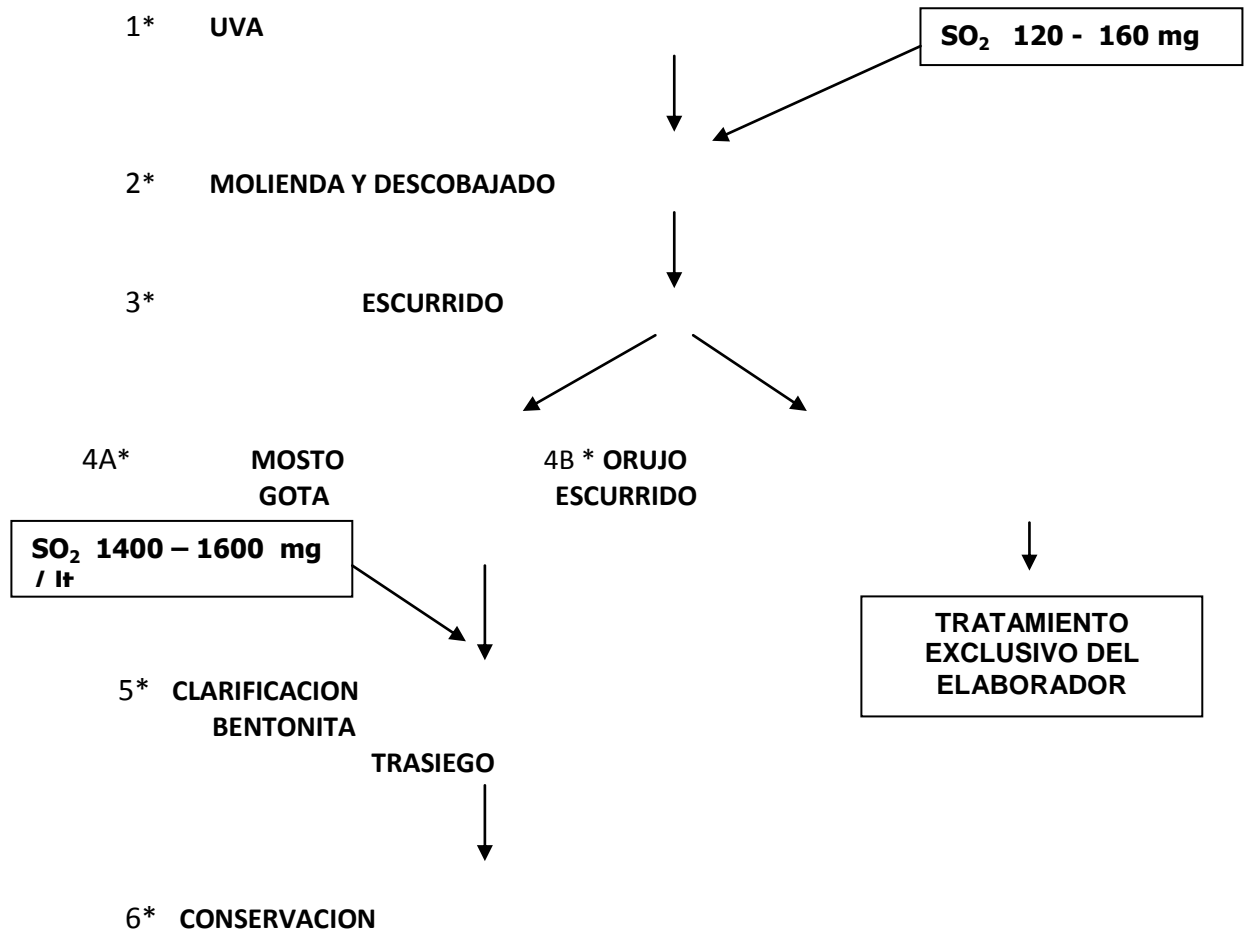 1* UVA
SO₂ 120 - 160 mg
2* MOLIENDA Y DESCOBAJADO
3* ESCURRIDO
4A* MOSTO
GOTA
4B * ORUJO
ESCURRIDO
SO₂ 1400 – 1600 mg
/ lt
TRATAMIENTO
EXCLUSIVO DEL
ELABORADOR
5* CLARIFICACION
BENTONITA
TRASIEGO
6* CONSERVACION